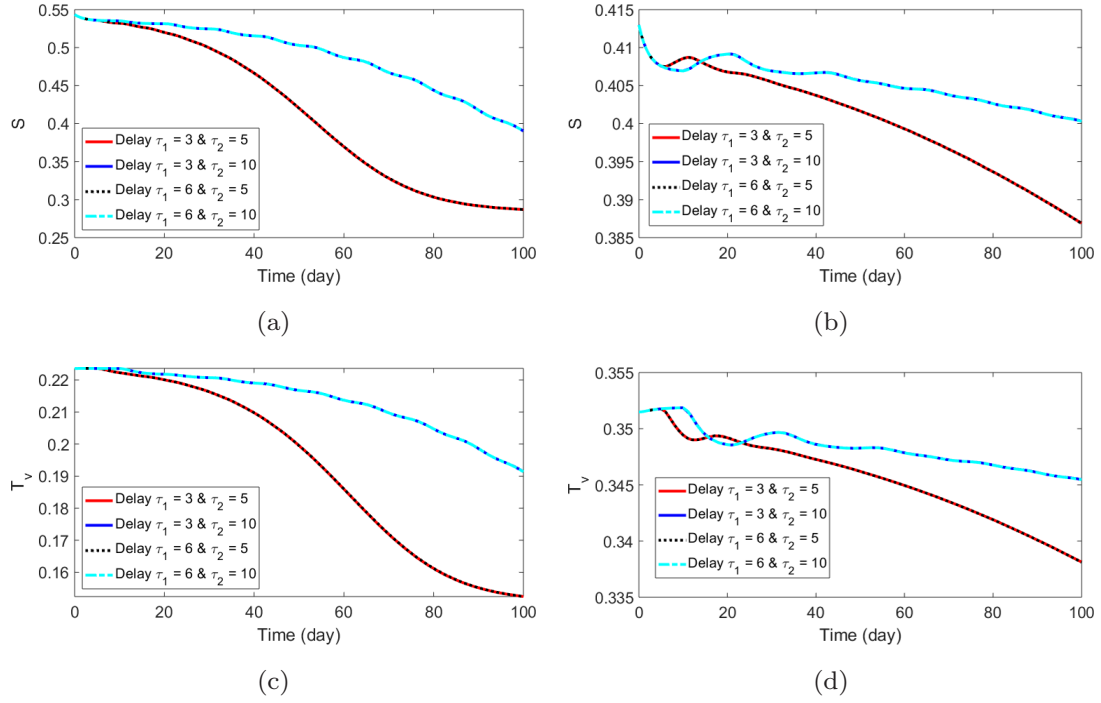 0.55
0.5
0.45
0.4
0.35
0.3
0.25
S
0 20 40 60 80 100
Time (day)
Delay τ1 = 3 & τ2 = 5
Delay τ1 = 3 & τ2 = 10
Delay τ1 = 6 & τ2 = 5
Delay τ1 = 6 & τ2 = 10
(a)
0.415
0.41
0.405
0.4
0.395
0.39
0.385
S
0 20 40 60 80 100
Time (day)
Delay τ1 = 3 & τ2 = 5
Delay τ1 = 3 & τ2 = 10
Delay τ1 = 6 & τ2 = 5
Delay τ1 = 6 & τ2 = 10
(b)
0.22
0.21
0.2
0.19
0.18
0.17
0.16
Tv
0 20 40 60 80 100
Time (day)
Delay τ1 = 3 & τ2 = 5
Delay τ1 = 3 & τ2 = 10
Delay τ1 = 6 & τ2 = 5
Delay τ1 = 6 & τ2 = 10
(c)
0.355
0.35
0.345
0.34
0.335
Tv
0 20 40 60 80 100
Time (day)
Delay τ1 = 3 & τ2 = 5
Delay τ1 = 3 & τ2 = 10
Delay τ1 = 6 & τ2 = 5
Delay τ1 = 6 & τ2 = 10
(d)